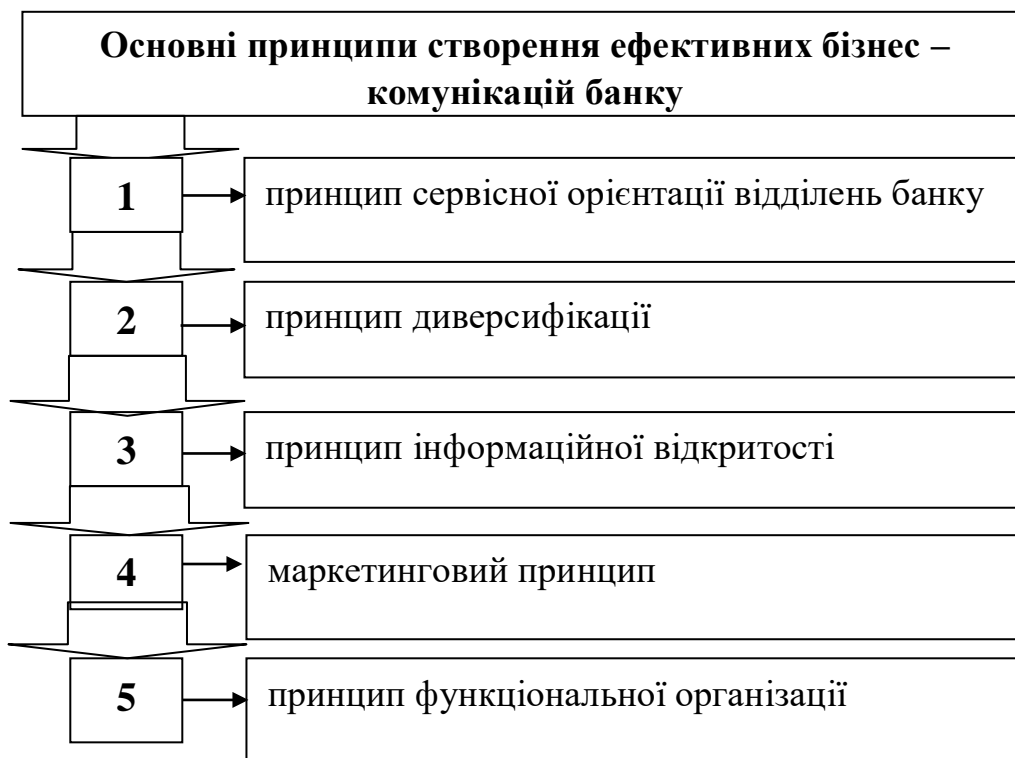 Основні принципи створення ефективних бізнес –
комунікацій банку
1
принцип сервісної орієнтації відділень банку
2
принцип диверсифікації
3
принцип інформаційної відкритості
4
маркетинговий принцип
5
принцип функціональної організації